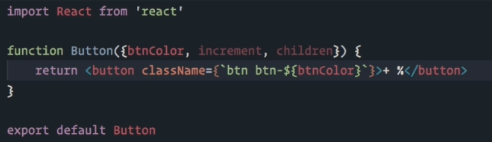 import React from 'react'
function Button({btnColor, increment, children}) {
return <button className={`btn btn-${btnColor}`}>+ %</button>
}
export default Button